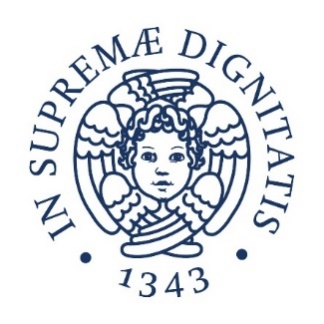 IN SUPREMÆ DIGNITATIS
1343